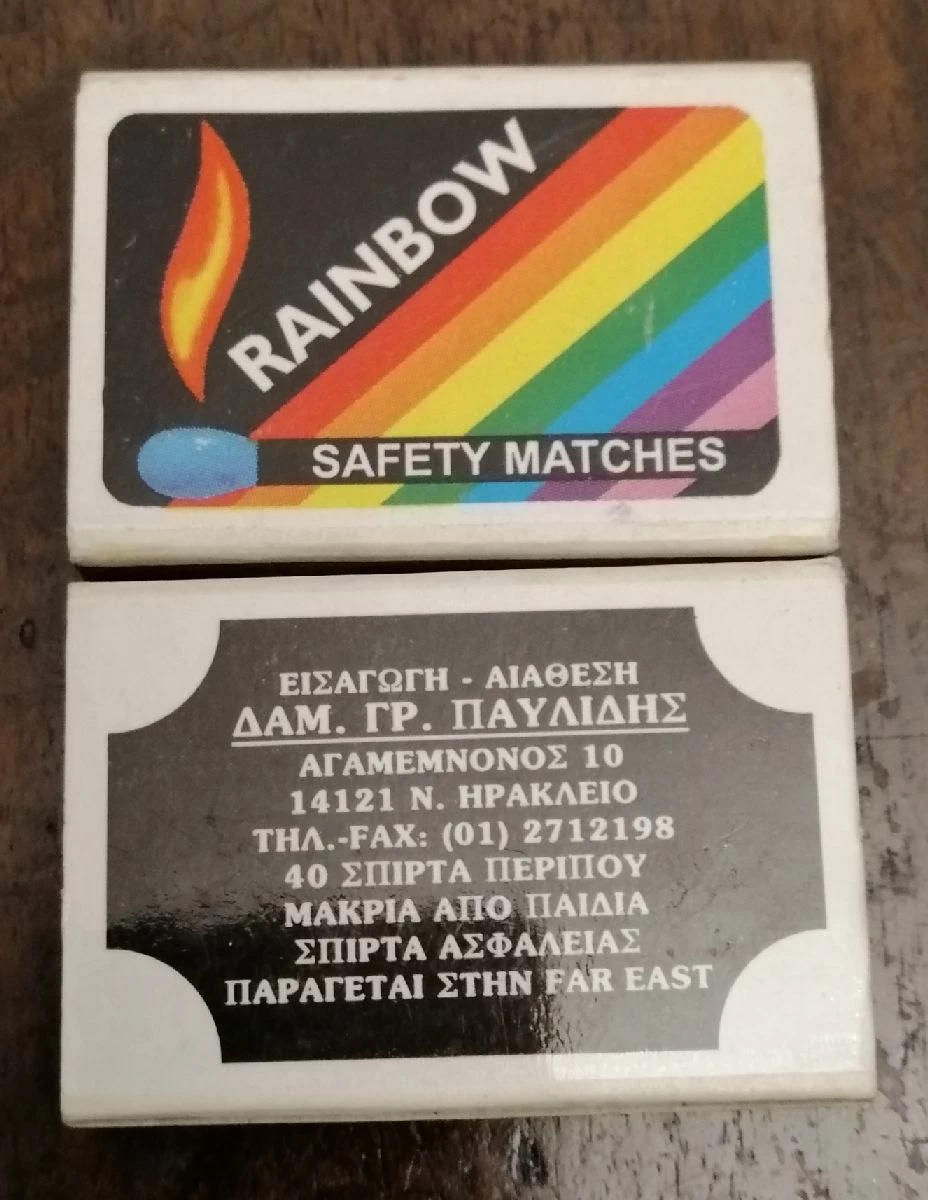 RAINBOW
SAFETY MATCHES
ΕΙΣΑΓΩΓΗ - ΑΙΑΘΕΣΗ
ΔΑΜ. ΓΡ. ΠΑΥΛΙΔΗΣ
ΑΓΑΜΕΜΝΟΝΟΣ 10
14121 Ν. ΗΡΑΚΛΕΙΟ
ΤΗΛ.-FAX: (01) 2712198
40 ΣΠΙΡΤΑ ΠΕΡΙΠΟΥ
ΜΑΚΡΙΑ ΑΠΟ ΠΑΙΔΙΑ
ΣΠΙΡΤΑ ΑΣΦΑΛΕΙΑΣ
ΠΑΡΑΓΕΤΑΙ ΣΤΗΝ FAR EAST